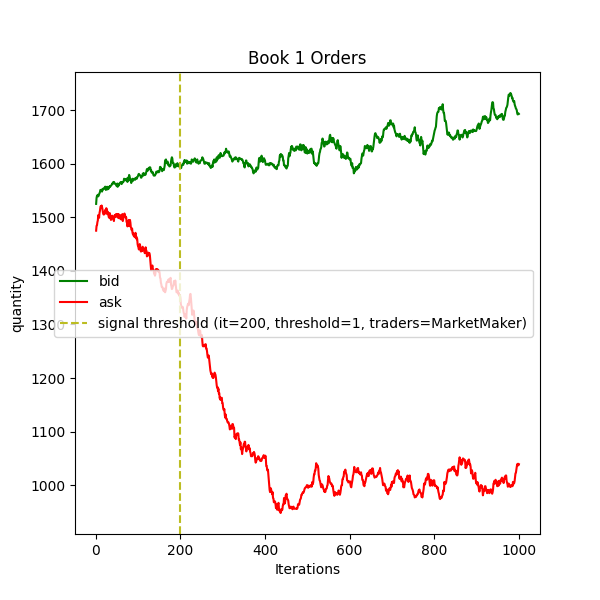 Book 1 Orders
quantity
1700
1600
1500
1400
1300
1200
1100
1000
bid
ask
signal threshold (it=200, threshold=1, traders=MarketMaker)
0 200 400 600 800 1000
Iterations